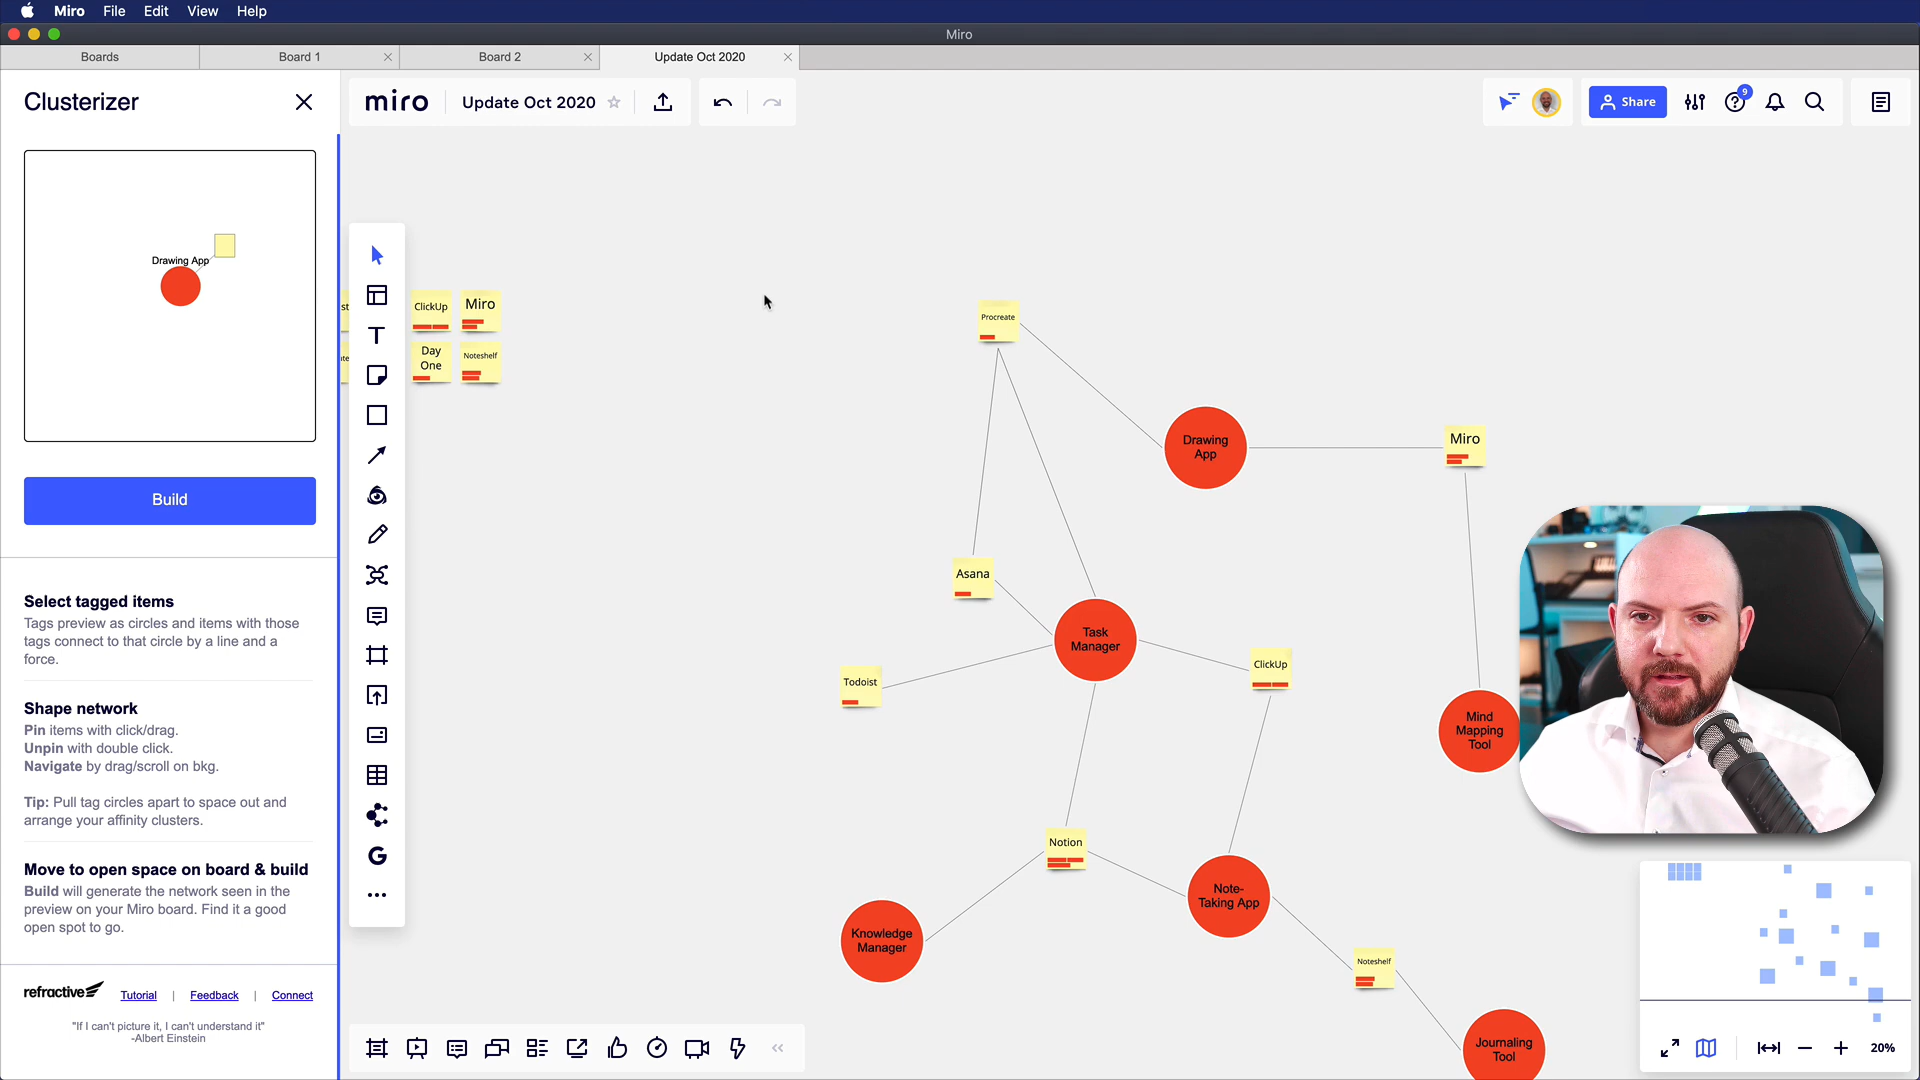 Miro File Edit View Help
Miro
Boards
Board 1
Board 2
Update Oct 2020
Clusterizer
miro
Update Oct 2020
Share
9
Drawing App
Build
Select tagged items
Tags preview as circles and items with those
tags connect to that circle by a line and a
force.
Shape network
Pin items with click/drag.
Unpin with double click.
Navigate by drag/scroll on bkg.
Tip: Pull tag circles apart to space out and
arrange your affinity clusters.
Move to open space on board & build
Build will generate the network seen in the
preview on your Miro board. Find it a good
open spot to go.
refractive
Tutorial | Feedback | Connect
"If I can't picture it, I can't understand it"
-Albert Einstein
st
ClickUp
Miro
te
Day
One
Noteshelf
Procreate
Drawing
App
Miro
Asana
Task
Manager
Todoist
ClickUp
Mind
Mapping
Tool
Notion
Note-
Taking App
Knowledge
Manager
Noteshelf
Journaling
Tool
20%